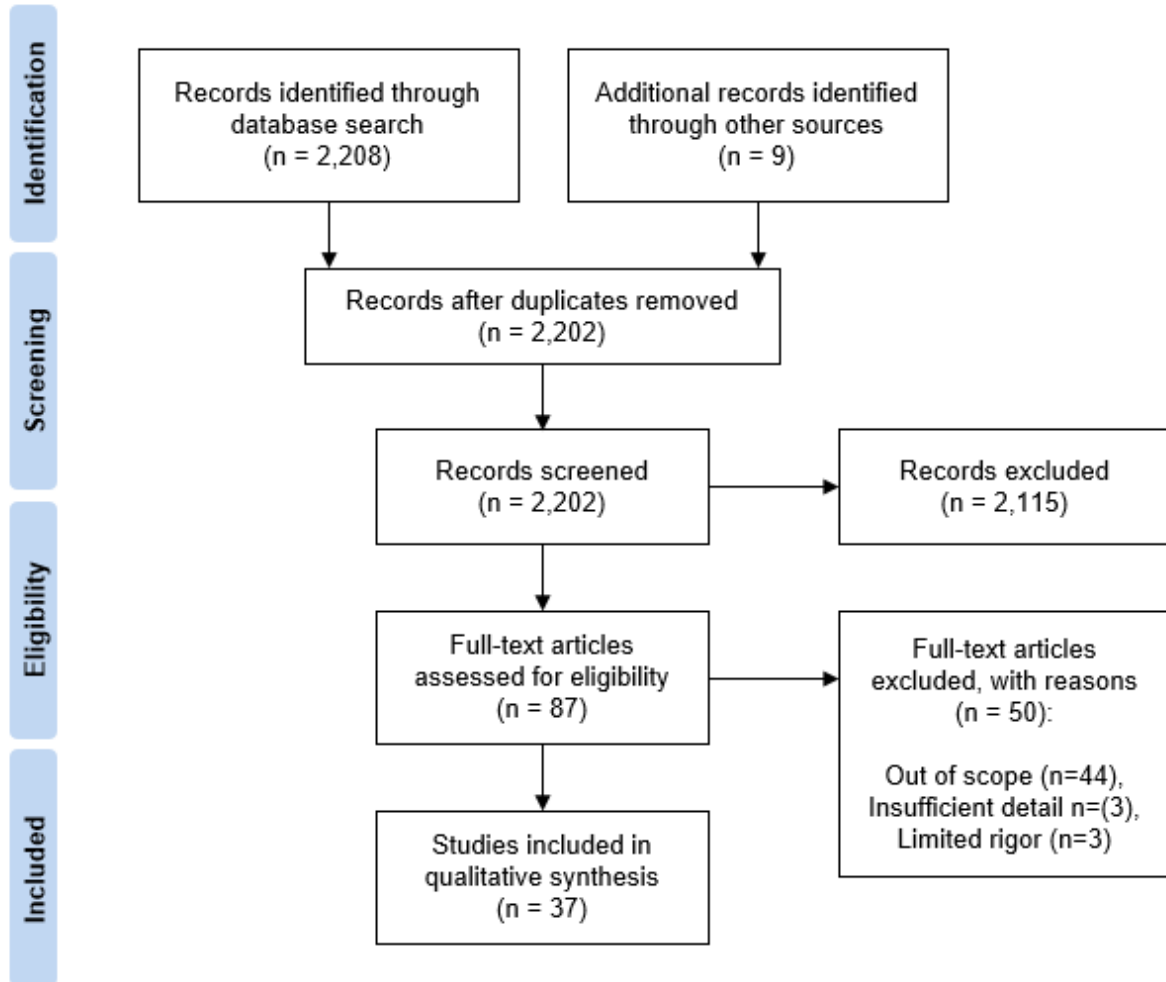 Identification
Records identified through
database search
(n = 2,208)
Additional records identified
through other sources
(n = 9)
Screening
Records after duplicates removed
(n = 2,202)
Records screened
(n = 2,202)
Records excluded
(n = 2,115)
Eligibility
Full-text articles
assessed for eligibility
(n = 87)
Full-text articles
excluded, with reasons
(n = 50):
Out of scope (n=44),
Insufficient detail n=(3),
Limited rigor (n=3)
Included
Studies included in
qualitative synthesis
(n = 37)